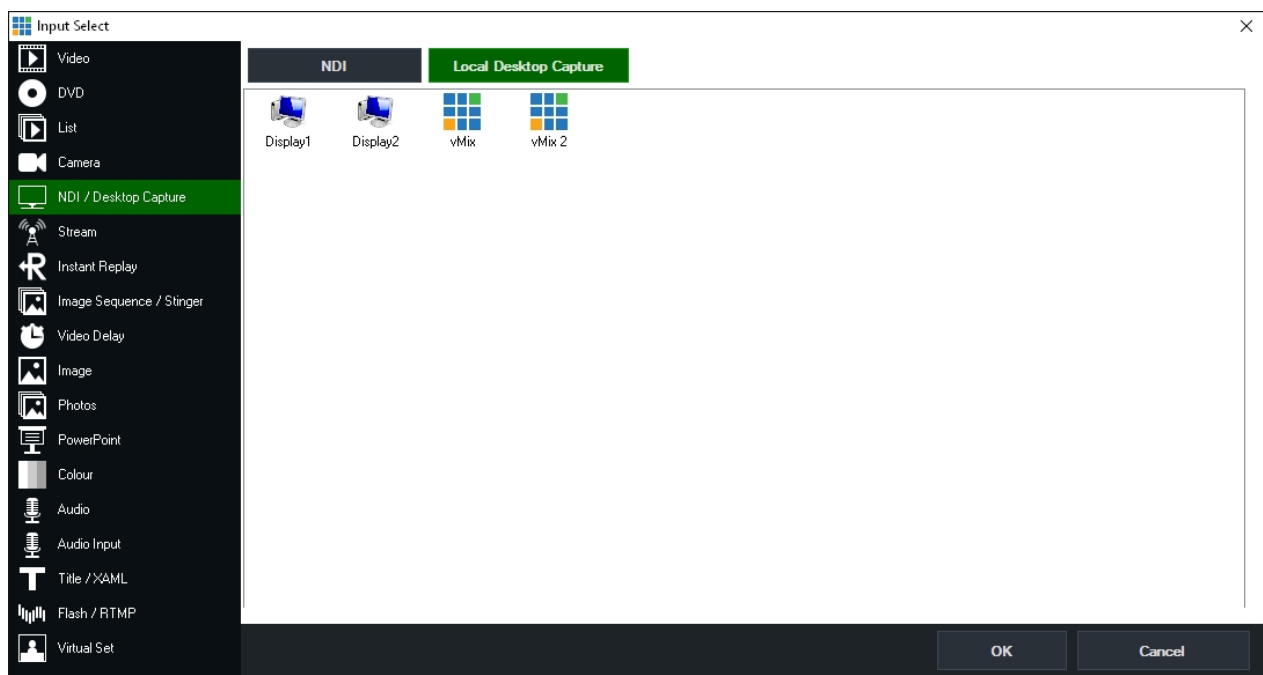 Input Select
Video
DVD
List
Camera
NDI / Desktop Capture
Stream
Instant Replay
Image Sequence / Stinger
Video Delay
Image
Photos
PowerPoint
Colour
Audio
Audio Input
Title / XAML
Flash / RTMP
Virtual Set
NDI
Local Desktop Capture
Display1
Display2
vMix
vMix 2
OK
Cancel